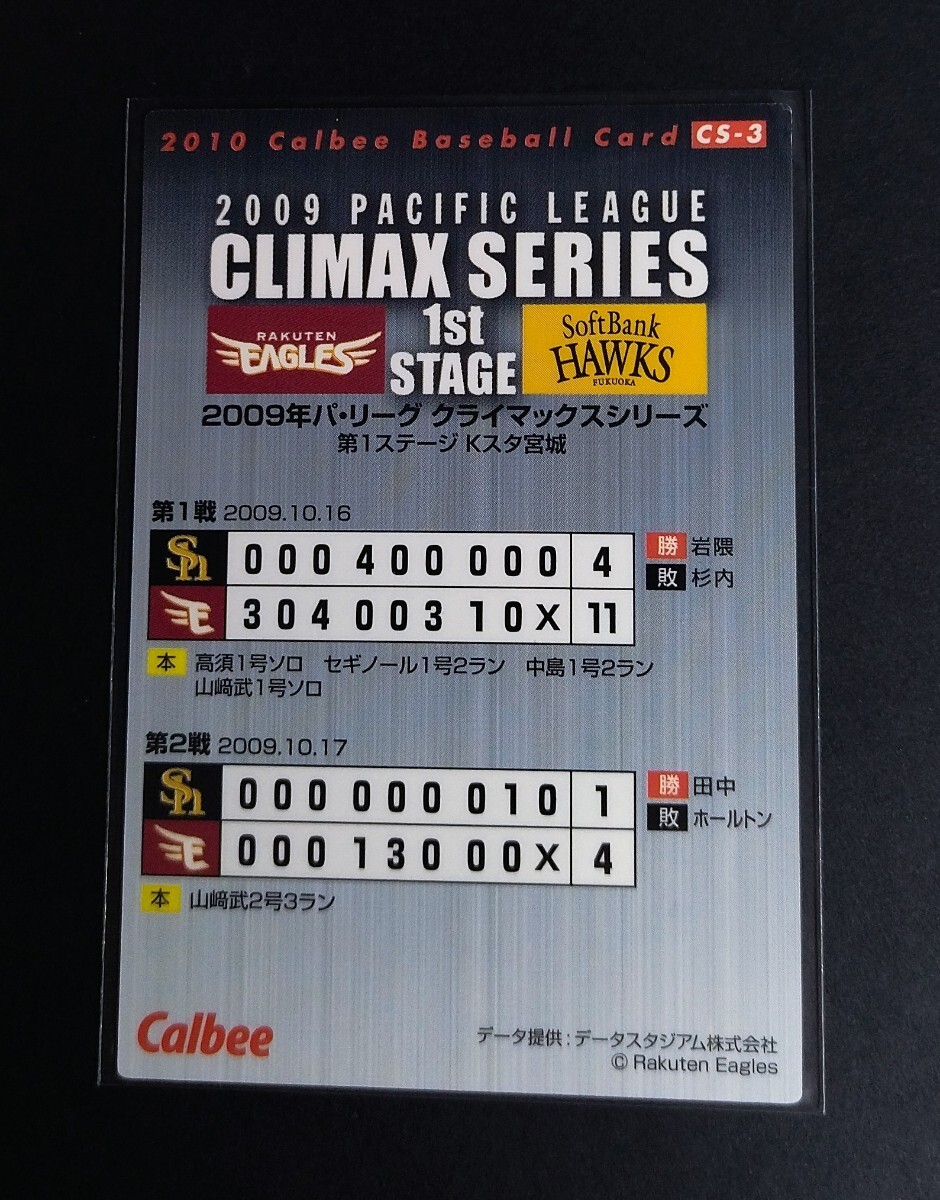 2010 Calbee Baseball Card CS-3
2009 PACIFIC LEAGUE
CLIMAX SERIES
RAKUTEN
EAGLES
1st
STAGE
SoftBank
HAWKS
FUKUOKA
2009年パ・リーグ クライマックスシリーズ
第1ステージ Kスタ宮城
第1戦 2009.10.16
Sh 000 400 000 4
E 304 003 10X 11
勝 岩隈
敗 杉内
本 高須1号ソロ セギノール1号2ラン 中島1号2ラン
山﨑武1号ソロ
第2戦 2009.10.17
Sh 000 000 010 1
E 000 130 00X 4
勝 田中
敗 ホールトン
本 山﨑武2号3ラン
Calbee
データ提供：データスタジアム株式会社
© Rakuten Eagles